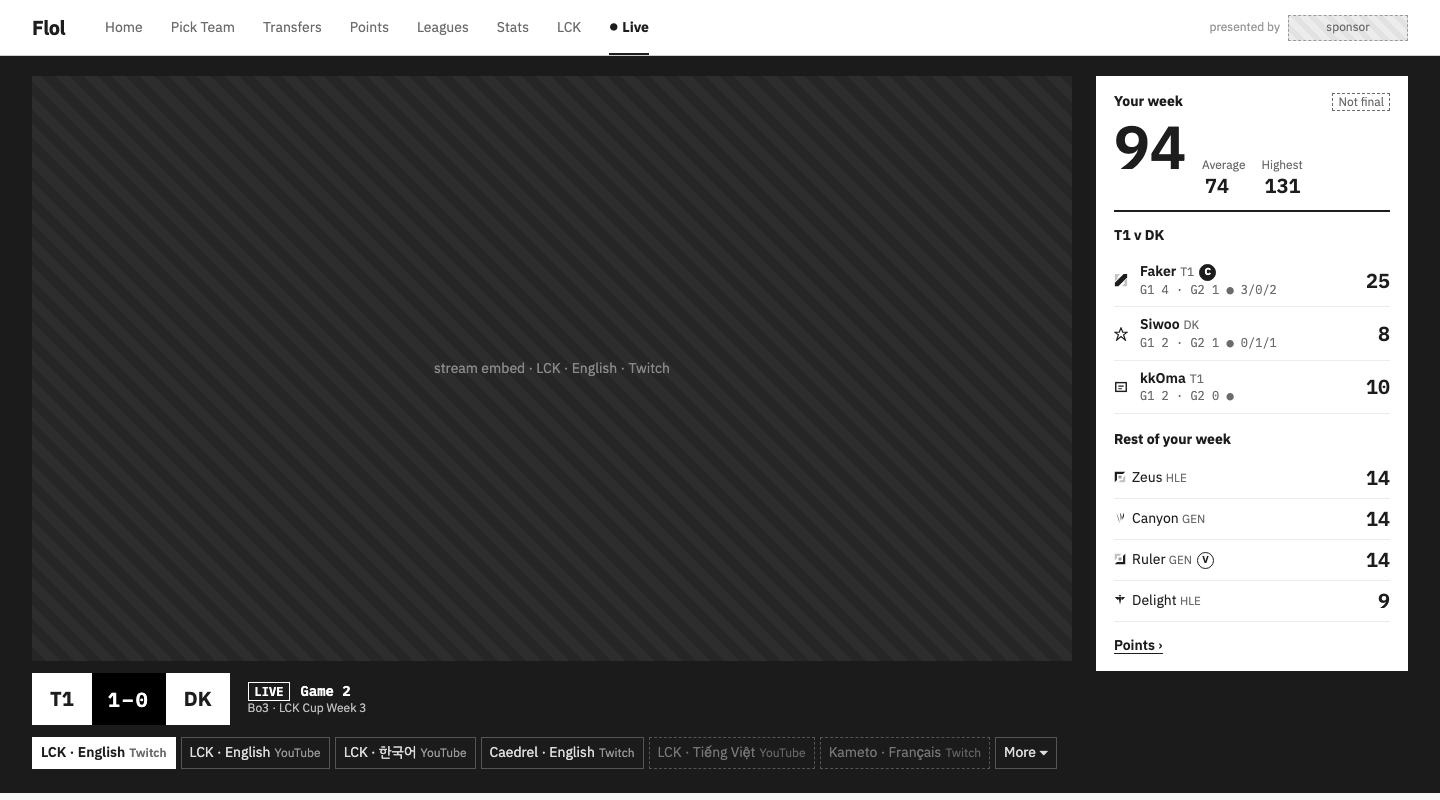 Flol Home Pick Team Transfers Points Leagues Stats LCK ● Live presented by sponsor
stream embed · LCK · English · Twitch
T1 1–0 DK
LIVE Game 2
Bo3 · LCK Cup Week 3
LCK · English Twitch LCK · English YouTube LCK · 한국어 YouTube Caedrel · English Twitch LCK · Tiếng Việt YouTube Kameto · Français Twitch More
Your week Not final
94 Average 74 Highest 131
T1 v DK
Faker T1 C 25
G1 4 · G2 1 ● 3/0/2
Siwoo DK 8
G1 2 · G2 1 ● 0/1/1
kkOma T1 10
G1 2 · G2 0 ●
Rest of your week
Zeus HLE 14
Canyon GEN 14
Ruler GEN V 14
Delight HLE 9
Points ›